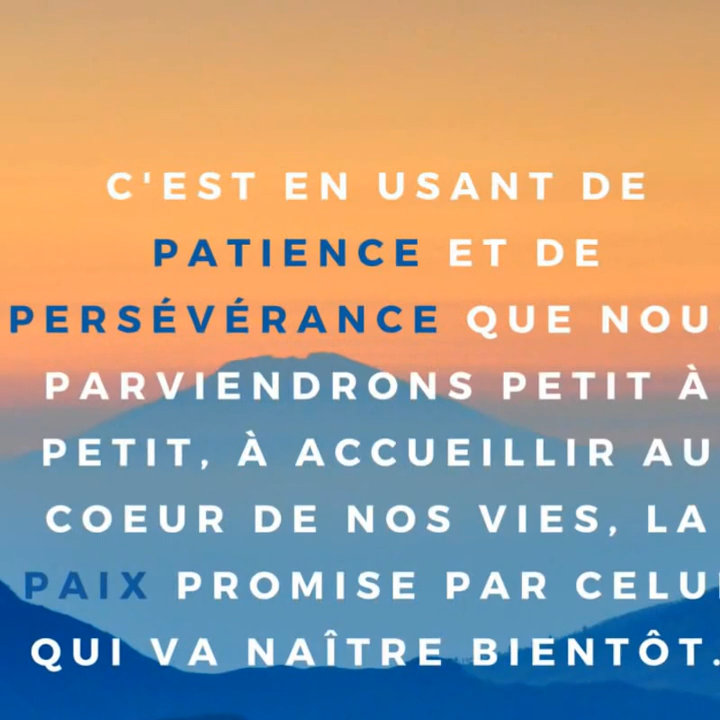 C'EST EN USANT DE
PATIENCE ET DE
PERSÉVÉRANCE QUE NOU
PARVIENDRONS PETIT À
PETIT, À ACCUEILLIR AU
COEUR DE NOS VIES, LA
PAIX PROMISE PAR CELUI
QUI VA NAÎTRE BIENTÔT.